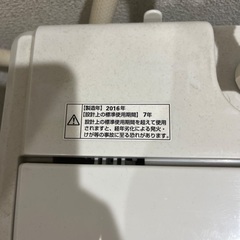 【製造年】2016年
【設計上の標準使用期間】7年
設計上の標準使用期間を超えて使用
されますと、経年劣化による発火・
けが等の事故に至る恐れがあります。